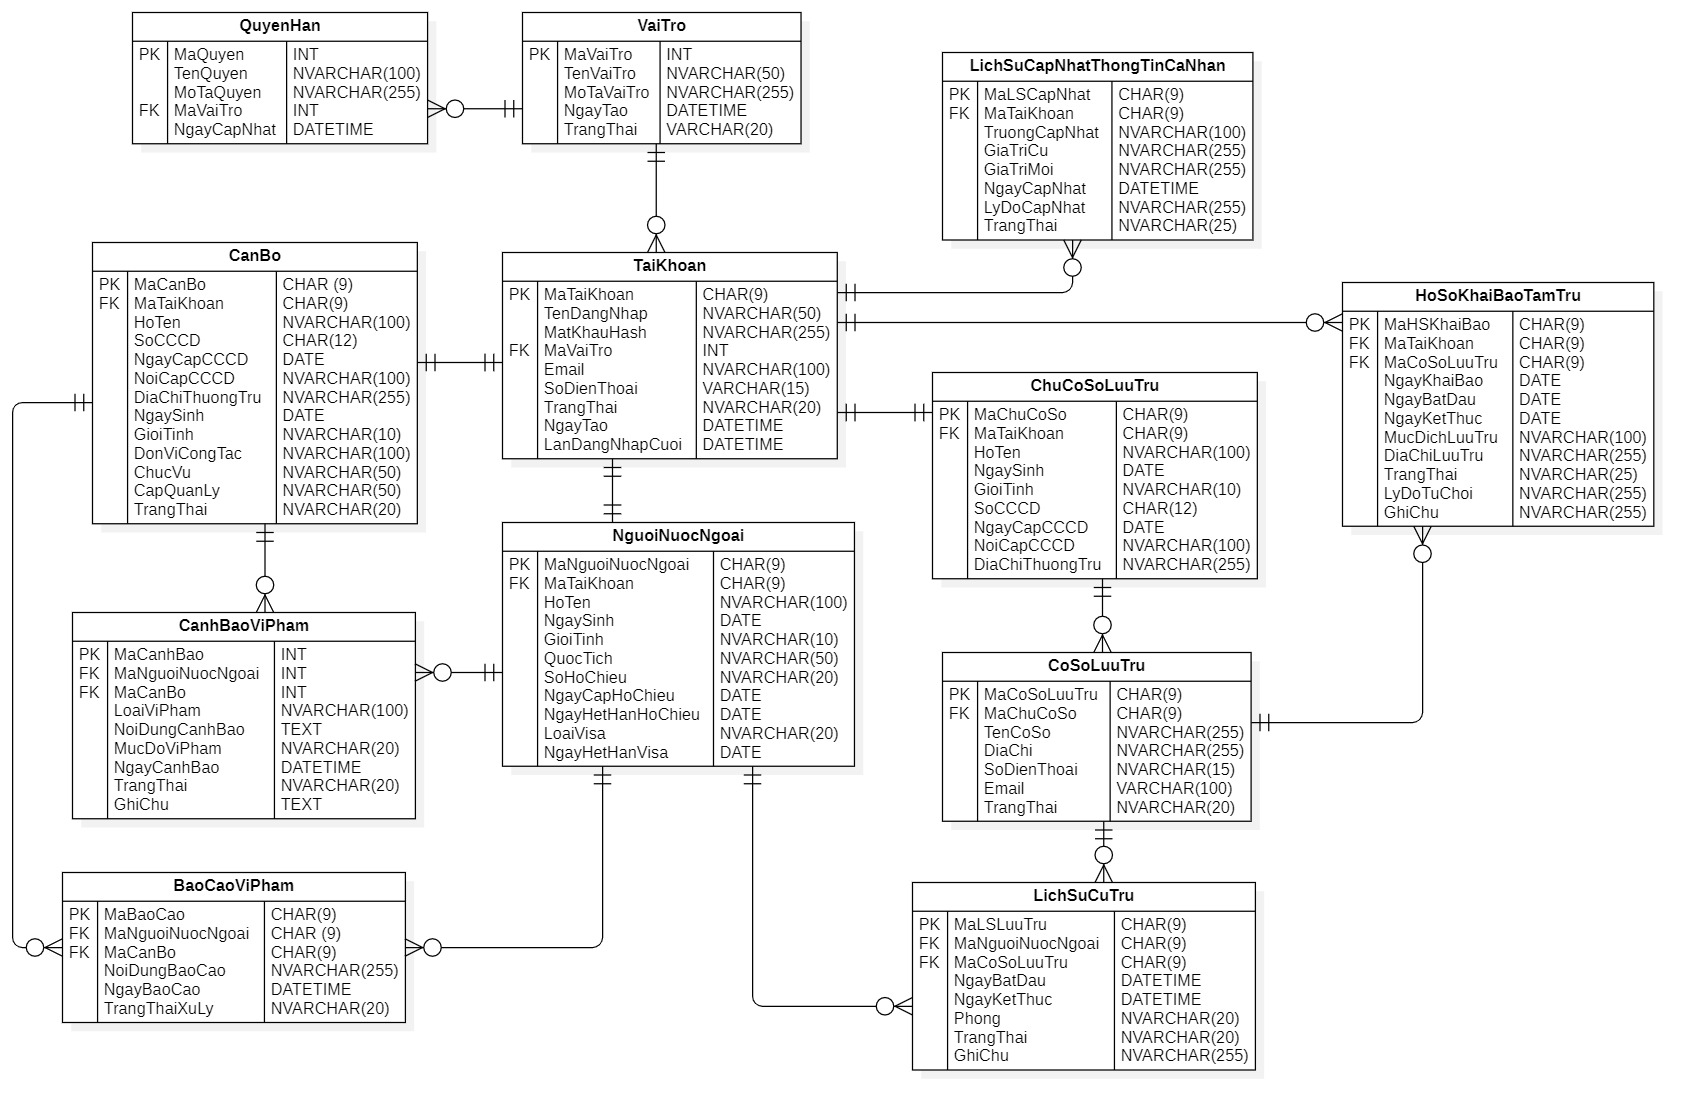 QuyenHan
PK MaQuyen INT
TenQuyen NVARCHAR(100)
MoTaQuyen NVARCHAR(255)
FK MaVaiTro INT
NgayCapNhat DATETIME
VaiTro
PK MaVaiTro INT
TenVaiTro NVARCHAR(50)
MoTaVaiTro NVARCHAR(255)
NgayTao DATETIME
TrangThai VARCHAR(20)
LichSuCapNhatThongTinCaNhan
PK MaLSCapNhat CHAR(9)
FK MaTaiKhoan CHAR(9)
TruongCapNhat NVARCHAR(100)
GiaTriCu NVARCHAR(255)
GiaTriMoi NVARCHAR(255)
NgayCapNhat DATETIME
LyDoCapNhat NVARCHAR(255)
TrangThai NVARCHAR(25)
CanBo
PK MaCanBo CHAR (9)
FK MaTaiKhoan CHAR(9)
HoTen NVARCHAR(100)
SoCCCD CHAR(12)
NgayCapCCCD DATE
NoiCapCCCD NVARCHAR(100)
DiaChiThuongTru NVARCHAR(255)
NgaySinh DATE
GioiTinh NVARCHAR(10)
DonViCongTac NVARCHAR(100)
ChucVu NVARCHAR(50)
CapQuanLy NVARCHAR(50)
TrangThai NVARCHAR(20)
TaiKhoan
PK MaTaiKhoan CHAR(9)
TenDangNhap NVARCHAR(50)
MatKhauHash NVARCHAR(255)
FK MaVaiTro INT
Email NVARCHAR(100)
SoDienThoai VARCHAR(15)
TrangThai NVARCHAR(20)
NgayTao DATETIME
LanDangNhapCuoi DATETIME
HoSoKhaiBaoTamTru
PK MaHSKhaiBao CHAR(9)
FK MaTaiKhoan CHAR(9)
FK MaCoSoLuuTru CHAR(9)
NgayKhaiBao DATE
NgayBatDau DATE
NgayKetThuc DATE
MucDichLuuTru NVARCHAR(100)
DiaChiLuuTru NVARCHAR(255)
TrangThai NVARCHAR(25)
LyDoTuChoi NVARCHAR(255)
GhiChu NVARCHAR(255)
ChuCoSoLuuTru
PK MaChuCoSo CHAR(9)
FK MaTaiKhoan CHAR(9)
HoTen NVARCHAR(100)
NgaySinh DATE
GioiTinh NVARCHAR(10)
SoCCCD CHAR(12)
NgayCapCCCD DATE
NoiCapCCCD NVARCHAR(100)
DiaChiThuongTru NVARCHAR(255)
NguoiNuocNgoai
PK MaNguoiNuocNgoai CHAR(9)
FK MaTaiKhoan CHAR(9)
HoTen NVARCHAR(100)
NgaySinh DATE
GioiTinh NVARCHAR(10)
QuocTich NVARCHAR(50)
SoHoChieu NVARCHAR(20)
NgayCapHoChieu DATE
NgayHetHanHoChieu DATE
LoaiVisa NVARCHAR(20)
NgayHetHanVisa DATE
CanhBaoViPham
PK MaCanhBao INT
FK MaNguoiNuocNgoai INT
FK MaCanBo INT
LoaiViPham NVARCHAR(100)
NoiDungCanhBao TEXT
MucDoViPham NVARCHAR(20)
NgayCanhBao DATETIME
TrangThai NVARCHAR(20)
GhiChu TEXT
CoSoLuuTru
PK MaCoSoLuuTru CHAR(9)
FK MaChuCoSo CHAR(9)
TenCoSo NVARCHAR(255)
DiaChi NVARCHAR(255)
SoDienThoai NVARCHAR(15)
Email VARCHAR(100)
TrangThai NVARCHAR(20)
BaoCaoViPham
PK MaBaoCao CHAR(9)
FK MaNguoiNuocNgoai CHAR (9)
FK MaCanBo CHAR(9)
NoiDungBaoCao NVARCHAR(255)
NgayBaoCao DATETIME
TrangThaiXuLy NVARCHAR(20)
LichSuCuTru
PK MaLSLuuTru CHAR(9)
FK MaNguoiNuocNgoai CHAR(9)
FK MaCoSoLuuTru CHAR(9)
NgayBatDau DATETIME
NgayKetThuc DATETIME
Phong NVARCHAR(20)
TrangThai NVARCHAR(20)
GhiChu NVARCHAR(255)